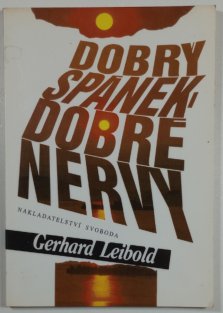 DOBRÝ
SPÁNEK-
DOBRÉ
NERVY
NAKLADATELSTVÍ SVOBODA
Gerhard Leibold